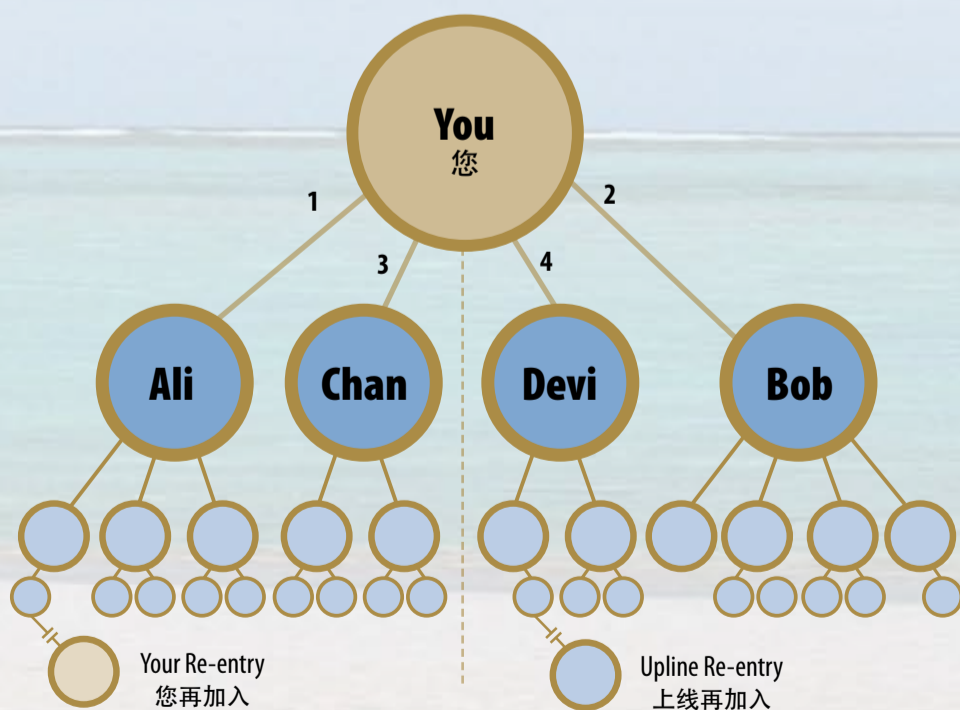 You
您
1
2
3
4
Ali
Chan
Devi
Bob
Your Re-entry
您再加入
Upline Re-entry
上线再加入